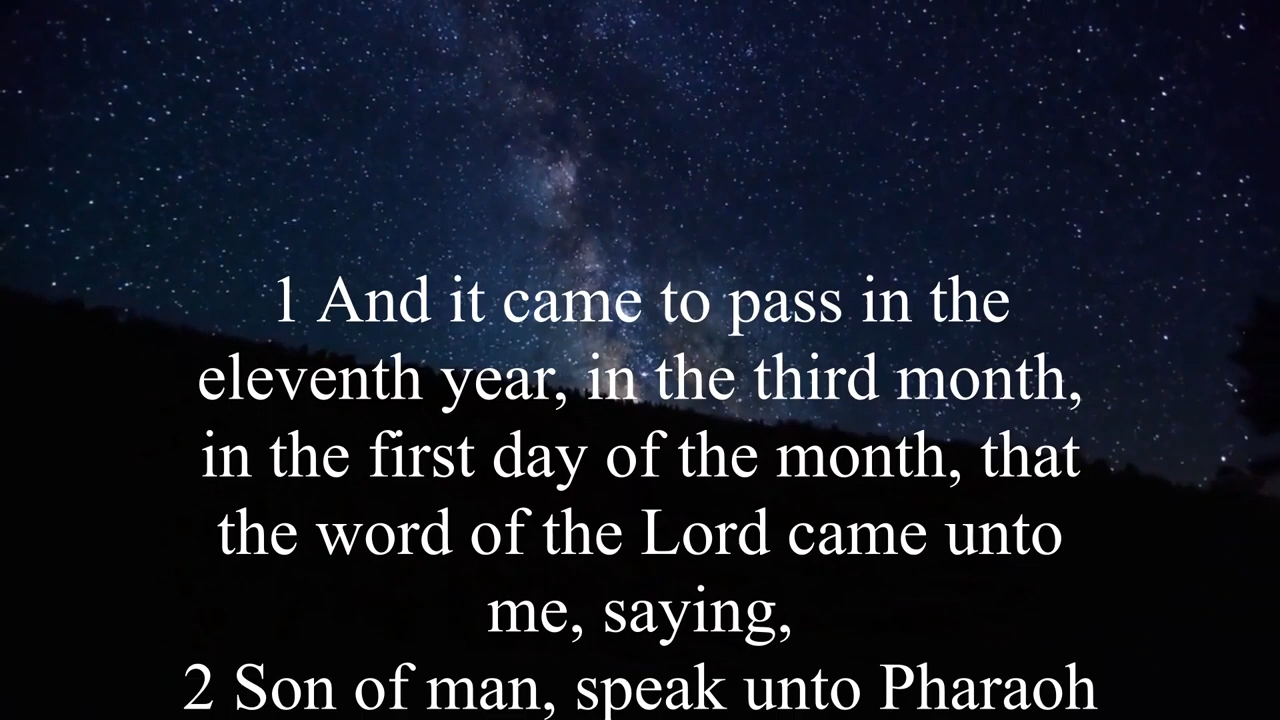 1 And it came to pass in the
eleventh year, in the third month,
in the first day of the month, that
the word of the Lord came unto
me, saying,
2 Son of man, speak unto Pharaoh